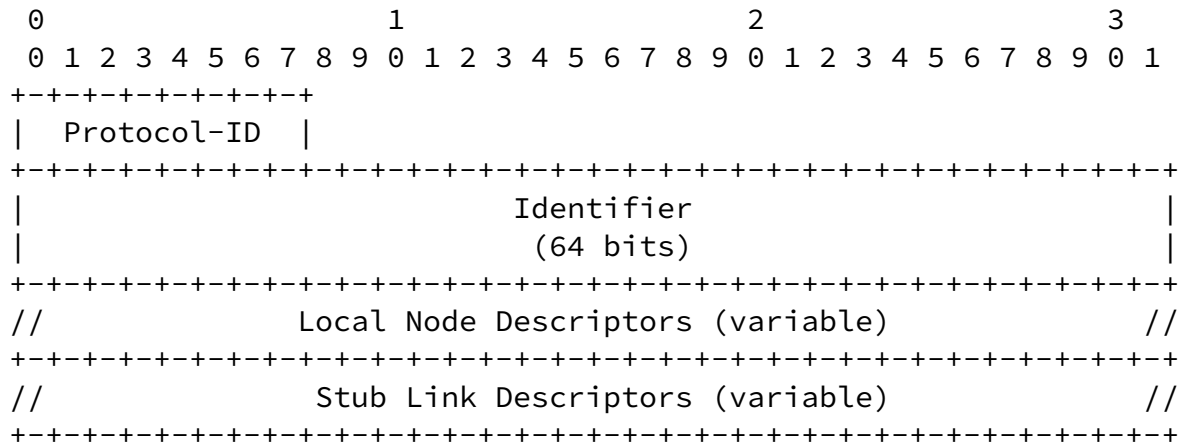 0                   1                   2                   3
 0 1 2 3 4 5 6 7 8 9 0 1 2 3 4 5 6 7 8 9 0 1 2 3 4 5 6 7 8 9 0 1
+-+-+-+-+-+-+-+-+
|  Protocol-ID  |
+-+-+-+-+-+-+-+-+-+-+-+-+-+-+-+-+-+-+-+-+-+-+-+-+-+-+-+-+-+-+-+-+
|                           Identifier                          |
|                            (64 bits)                          |
+-+-+-+-+-+-+-+-+-+-+-+-+-+-+-+-+-+-+-+-+-+-+-+-+-+-+-+-+-+-+-+-+
//              Local Node Descriptors (variable)              //
+-+-+-+-+-+-+-+-+-+-+-+-+-+-+-+-+-+-+-+-+-+-+-+-+-+-+-+-+-+-+-+-+
//               Stub Link Descriptors (variable)              //
+-+-+-+-+-+-+-+-+-+-+-+-+-+-+-+-+-+-+-+-+-+-+-+-+-+-+-+-+-+-+-+-+